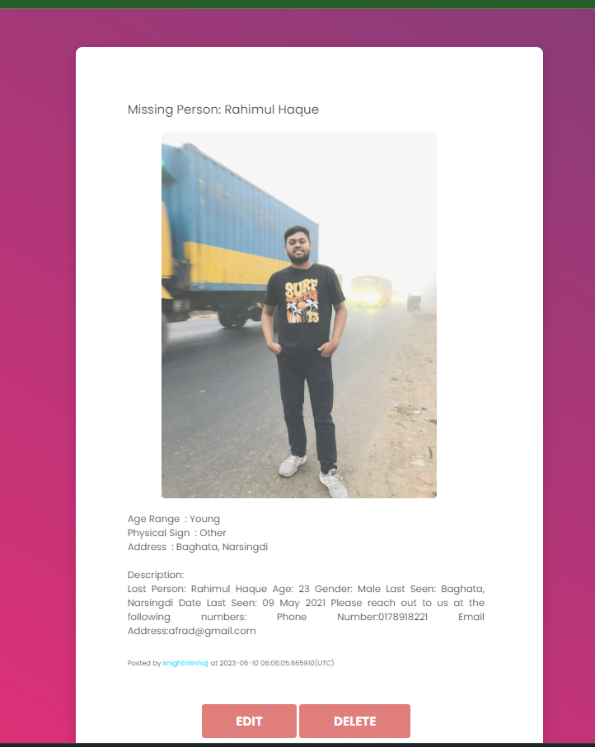 Missing Person: Rahimul Haque
SURF
Age Range : Young
Physical Sign : Other
Address : Baghata, Narsingdi
Description:
Lost Person: Rahimul Haque Age: 23 Gender: Male Last Seen: Baghata,
Narsingdi Date Last Seen: 09 May 2021 Please reach out to us at the
following numbers: Phone Number:0178918221 Email
Address:afrad@gmail.com
Posted by knightminhaj at 2023-06-10 06:06:05.665910(UTC)
EDIT DELETE